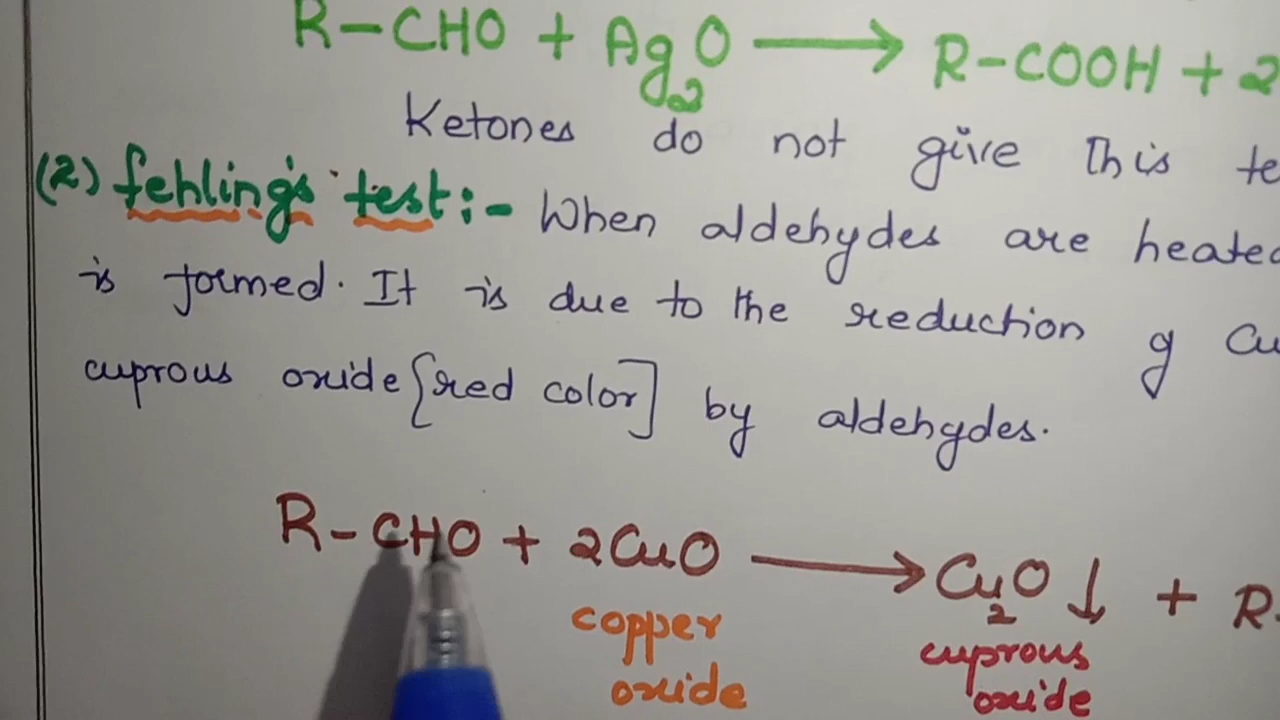 R-CHO + Ag2O → R-COOH + 2
Ketones do not give This te
(2) fehling's test:- When aldehydes are heated
is formed. It is due to the reduction of Cu
cuprous oxide [red color] by aldehydes.
R-CHO + 2CuO → Cu2O ↓ + R-
copper cuprous
oxide oxide